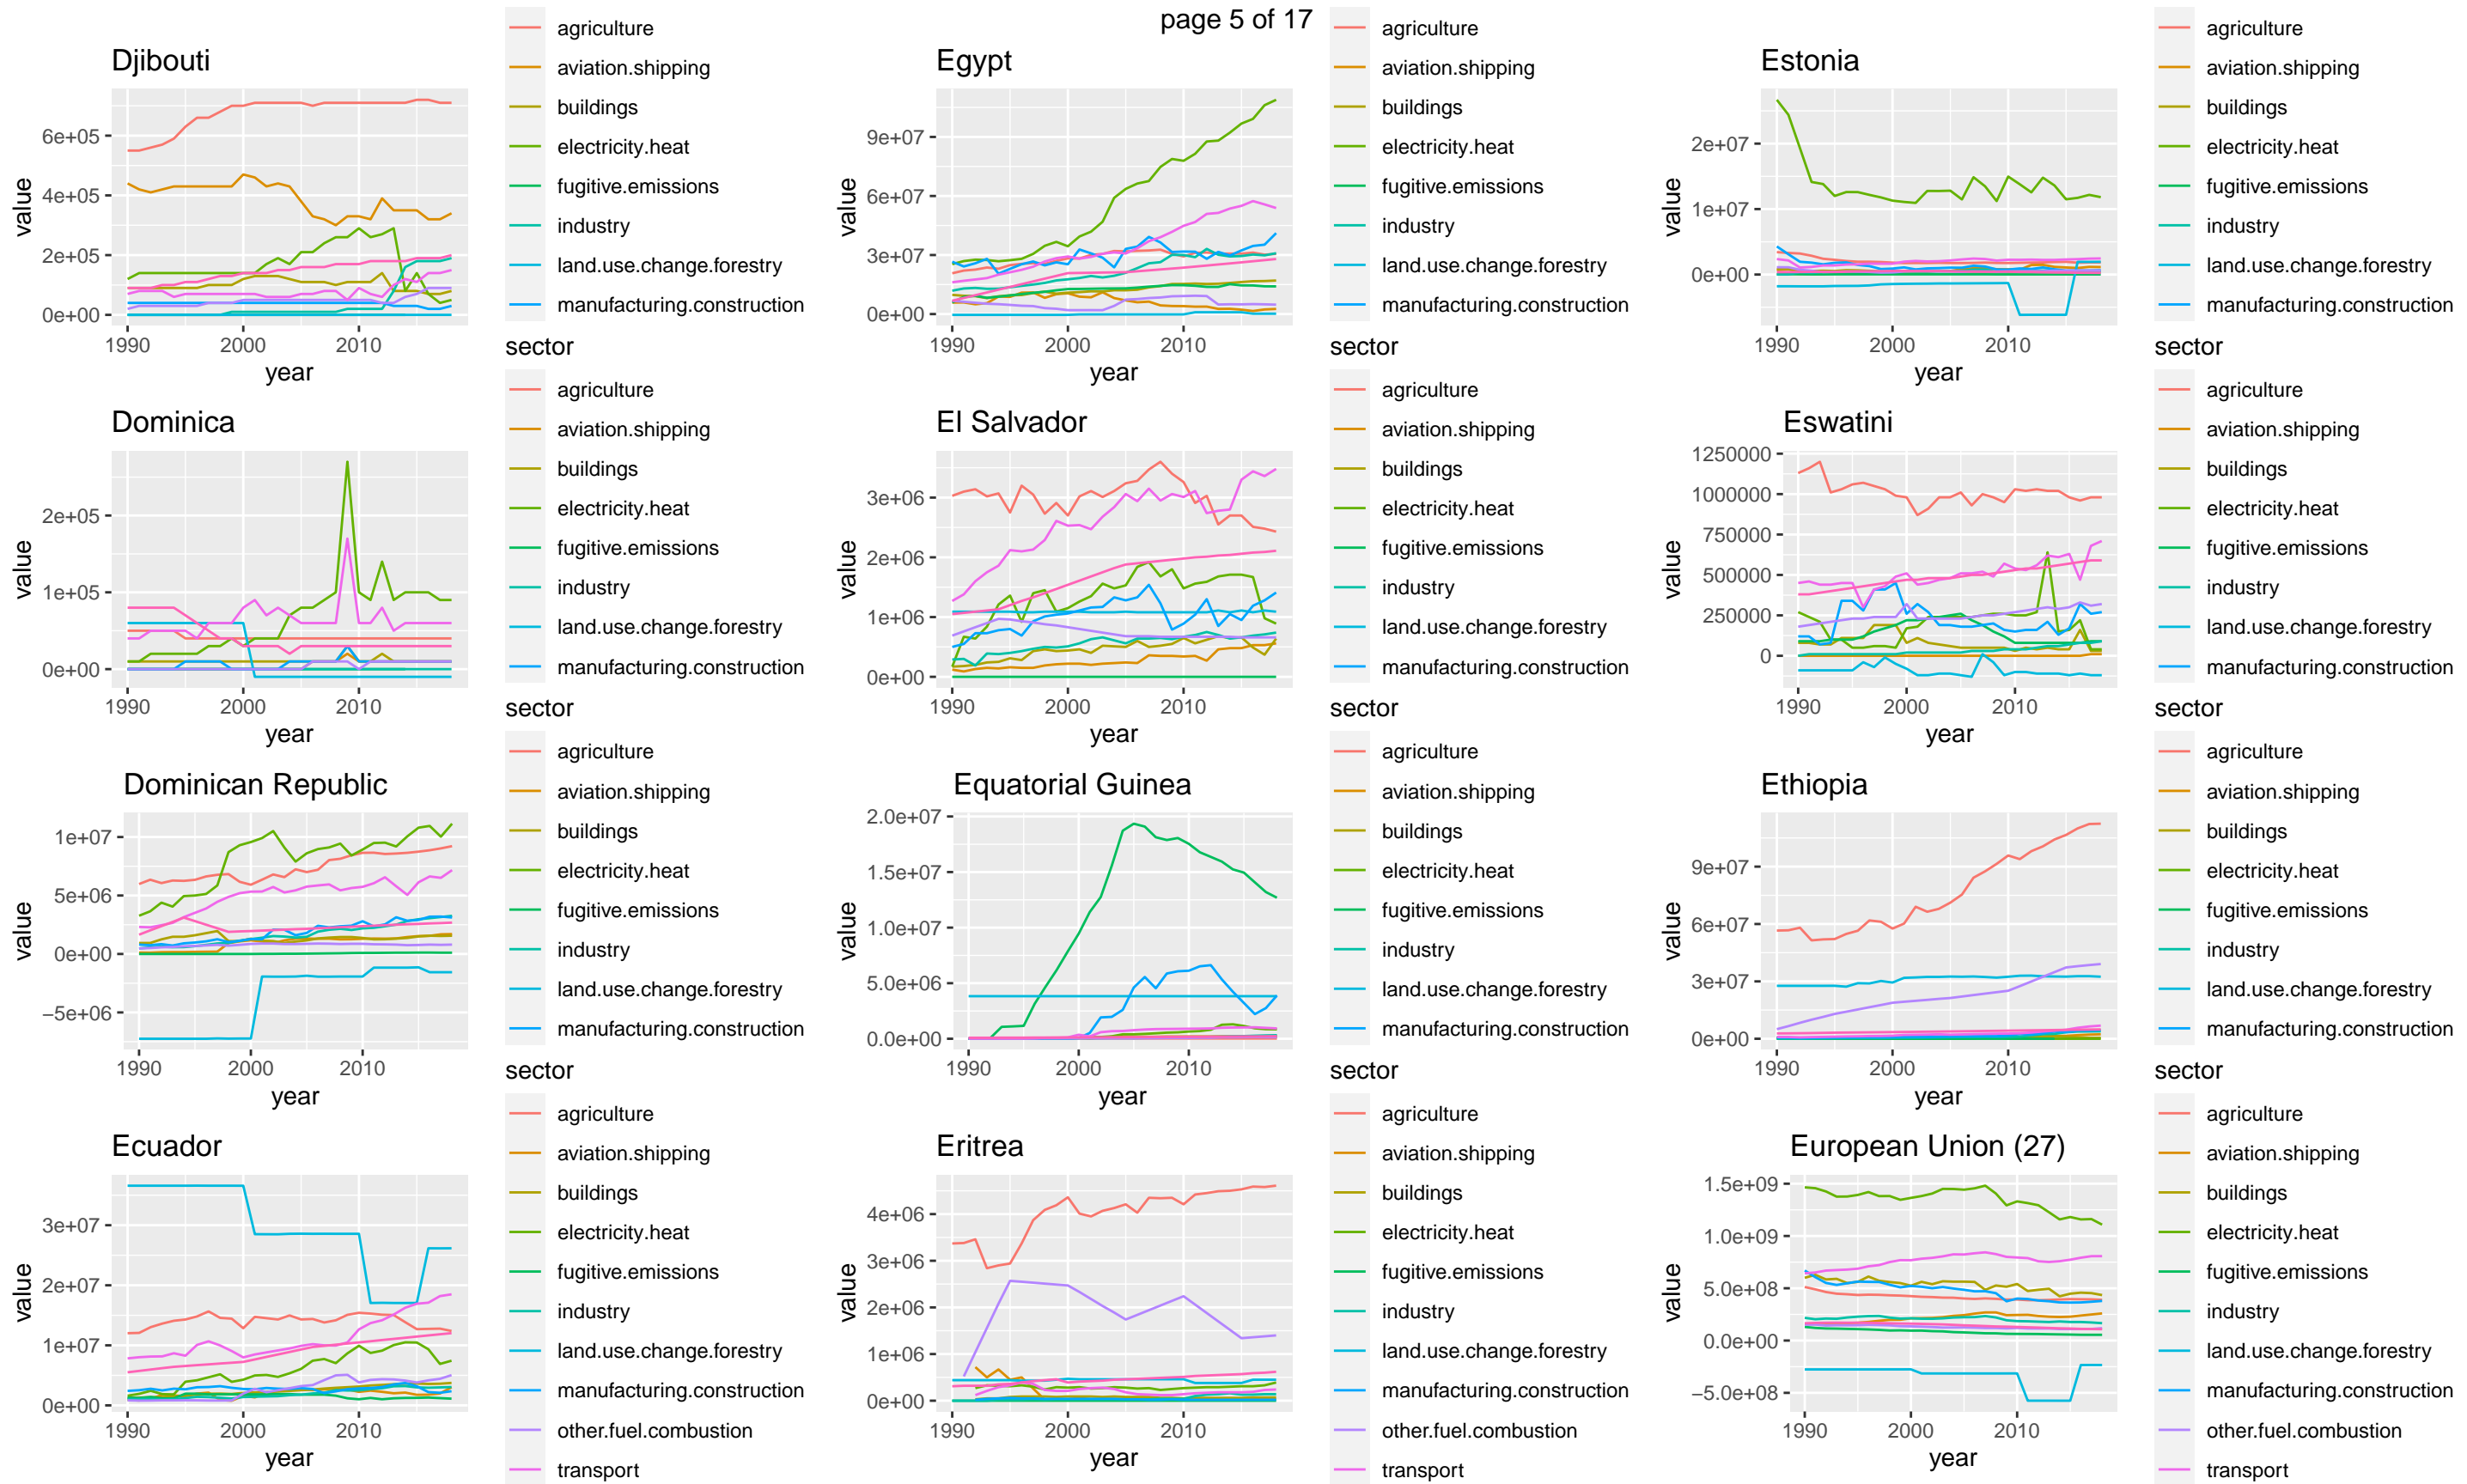 page 5 of 17
Djibouti
value
6e+05
4e+05
2e+05
0e+00
1990 2000 2010
year
agriculture
aviation.shipping
buildings
electricity.heat
fugitive.emissions
industry
land.use.change.forestry
manufacturing.construction
Egypt
value
9e+07
6e+07
3e+07
0e+00
1990 2000 2010
year
agriculture
aviation.shipping
buildings
electricity.heat
fugitive.emissions
industry
land.use.change.forestry
manufacturing.construction
Estonia
value
2e+07
1e+07
0e+00
1990 2000 2010
year
agriculture
aviation.shipping
buildings
electricity.heat
fugitive.emissions
industry
land.use.change.forestry
manufacturing.construction
Dominica
value
2e+05
1e+05
0e+00
1990 2000 2010
year
sector
agriculture
aviation.shipping
buildings
electricity.heat
fugitive.emissions
industry
land.use.change.forestry
manufacturing.construction
El Salvador
value
3e+06
2e+06
1e+06
0e+00
1990 2000 2010
year
sector
agriculture
aviation.shipping
buildings
electricity.heat
fugitive.emissions
industry
land.use.change.forestry
manufacturing.construction
Eswatini
value
1250000
1000000
750000
500000
250000
0
1990 2000 2010
year
sector
agriculture
aviation.shipping
buildings
electricity.heat
fugitive.emissions
industry
land.use.change.forestry
manufacturing.construction
Dominican Republic
value
1e+07
5e+06
0e+00
−5e+06
1990 2000 2010
year
sector
agriculture
aviation.shipping
buildings
electricity.heat
fugitive.emissions
industry
land.use.change.forestry
manufacturing.construction
Equatorial Guinea
value
2.0e+07
1.5e+07
1.0e+07
5.0e+06
0.0e+00
1990 2000 2010
year
sector
agriculture
aviation.shipping
buildings
electricity.heat
fugitive.emissions
industry
land.use.change.forestry
manufacturing.construction
Ethiopia
value
9e+07
6e+07
3e+07
0e+00
1990 2000 2010
year
sector
agriculture
aviation.shipping
buildings
electricity.heat
fugitive.emissions
industry
land.use.change.forestry
manufacturing.construction
Ecuador
value
3e+07
2e+07
1e+07
0e+00
1990 2000 2010
year
sector
agriculture
aviation.shipping
buildings
electricity.heat
fugitive.emissions
industry
land.use.change.forestry
manufacturing.construction
other.fuel.combustion
transport
Eritrea
value
4e+06
3e+06
2e+06
1e+06
0e+00
1990 2000 2010
year
sector
agriculture
aviation.shipping
buildings
electricity.heat
fugitive.emissions
industry
land.use.change.forestry
manufacturing.construction
other.fuel.combustion
transport
European Union (27)
value
1.5e+09
1.0e+09
5.0e+08
0.0e+00
−5.0e+08
1990 2000 2010
year
sector
agriculture
aviation.shipping
buildings
electricity.heat
fugitive.emissions
industry
land.use.change.forestry
manufacturing.construction
other.fuel.combustion
transport